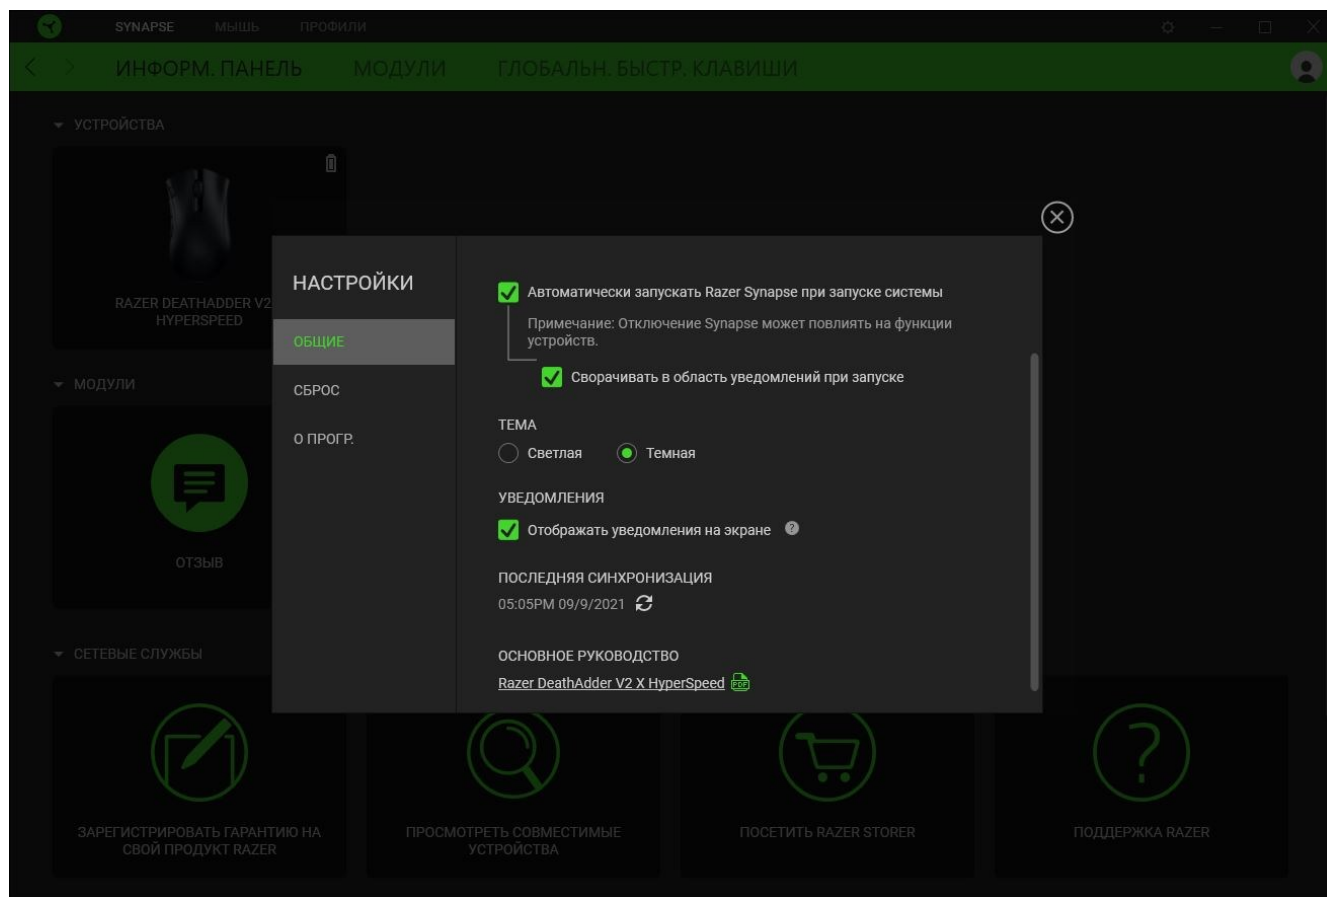 SYNAPSE МЫШЬ ПРОФИЛИ
ИНФОРМ. ПАНЕЛЬ МОДУЛИ ГЛОБАЛЬН. БЫСТР. КЛАВИШИ
УСТРОЙСТВА
RAZER DEATHADDER V2
HYPERSPEED
МОДУЛИ
ОТЗЫВ
СЕТЕВЫЕ СЛУЖБЫ
НАСТРОЙКИ
ОБЩИЕ
СБРОС
О ПРОГР.
Автоматически запускать Razer Synapse при запуске системы
Примечание: Отключение Synapse может повлиять на функции
устройств.
Сворачивать в область уведомлений при запуске
ТЕМА
Светлая Темная
УВЕДОМЛЕНИЯ
Отображать уведомления на экране ?
ПОСЛЕДНЯЯ СИНХРОНИЗАЦИЯ
05:05PM 09/9/2021
ОСНОВНОЕ РУКОВОДСТВО
Razer DeathAdder V2 X HyperSpeed PDF
ЗАРЕГИСТРИРОВАТЬ ГАРАНТИЮ НА
СВОЙ ПРОДУКТ RAZER
ПРОСМОТРЕТЬ СОВМЕСТИМЫЕ
УСТРОЙСТВА
ПОСЕТИТЬ RAZER STORER
ПОДДЕРЖКА RAZER